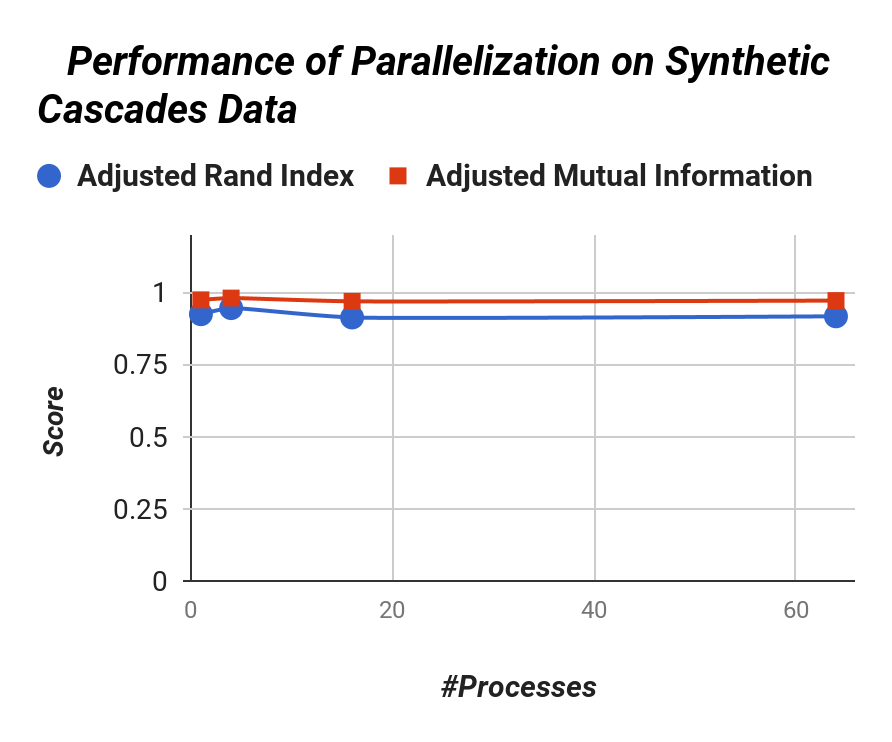 Performance of Parallelization on Synthetic
Cascades Data
Adjusted Rand Index
Adjusted Mutual Information
1
0.75
0.5
0.25
0
Score
0
20
40
60
#Processes